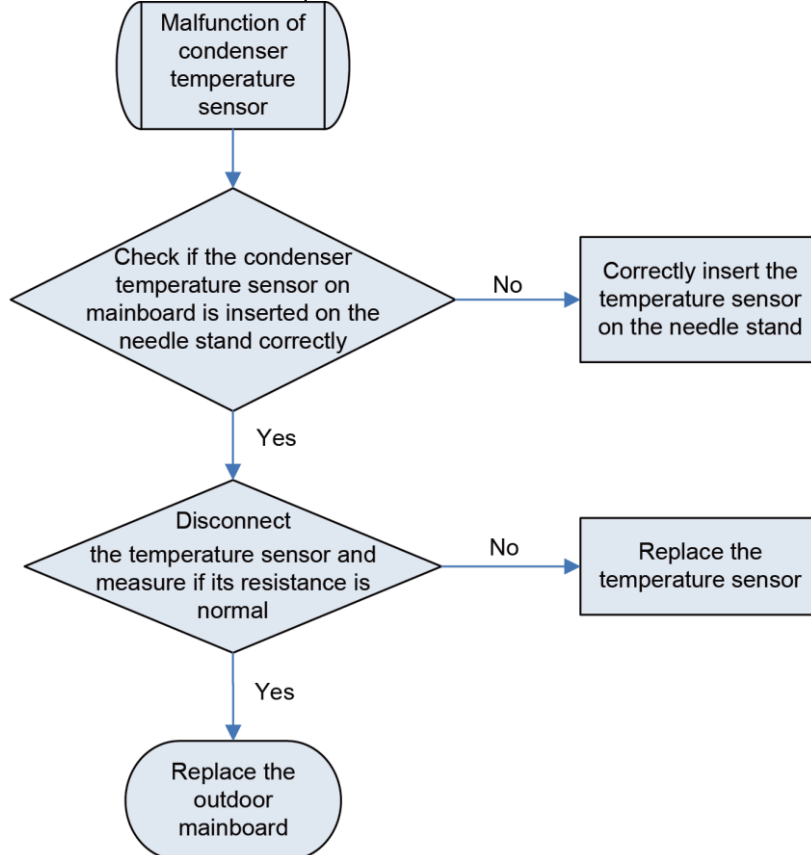 Malfunction of
condenser
temperature
sensor
Check if the condenser
temperature sensor on
mainboard is inserted on the
needle stand correctly
No
Correctly insert the
temperature sensor
on the needle stand
Yes
Disconnect
the temperature sensor and
measure if its resistance is
normal
No
Replace the
temperature sensor
Yes
Replace the
outdoor
mainboard